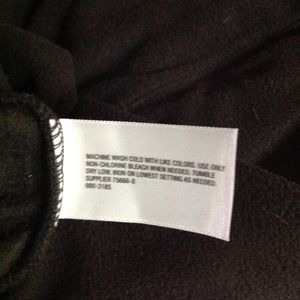 MACHINE WASH COLD WITH LIKE COLORS. USE ONLY
NON-CHLORINE BLEACH WHEN NEEDED. TUMBLE
DRY LOW. IRON ON LOWEST SETTING AS NEEDED.
SUPPLIER 75666-8
980-3185